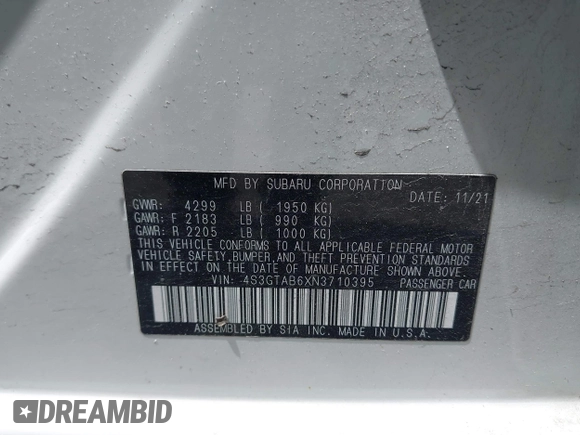 MFD BY SUBARU CORPORATTON
DATE: 11/21
GVWR: 4299 LB ( 1950 KG)
GAWR: F 2183 LB ( 990 KG)
GAWR: R 2205 LB ( 1000 KG)
THIS VEHICLE CONFORMS TO ALL APPLICABLE FEDERAL MOTOR
VEHICLE SAFETY,BUMPER,AND THEFT PREVENTION STANDARDS
IN EFFECT ON THE DATE OF MANUFACTURE SHOWN ABOVE.
VIN: 4S3GTAB6XN3710395 PASSENGER CAR
ASSEMBLED BY SIA INC. MADE IN U.S.A.
DREAMBID